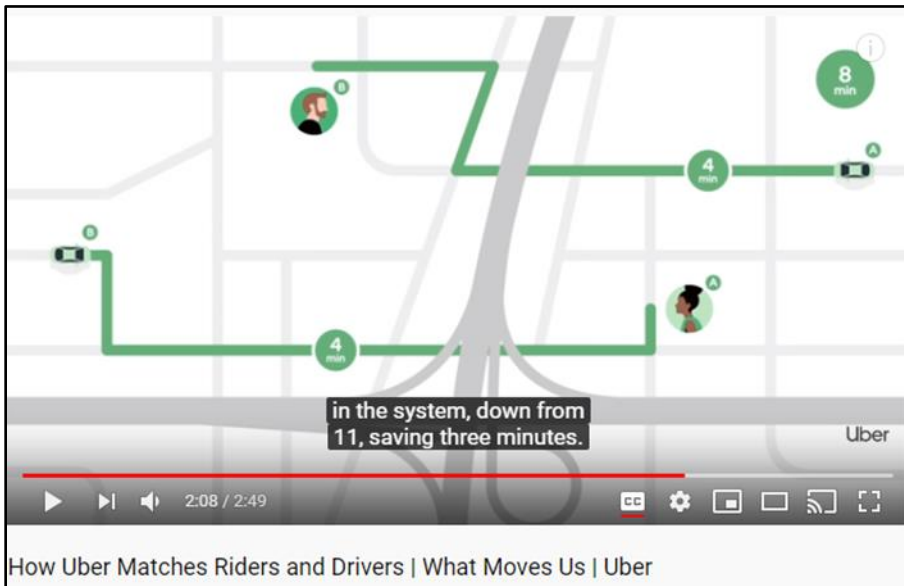 i
8
min
B
A
4
min
B
A
4
min
in the system, down from
11, saving three minutes.
Uber
2:08 / 2:49
CC
How Uber Matches Riders and Drivers | What Moves Us | Uber